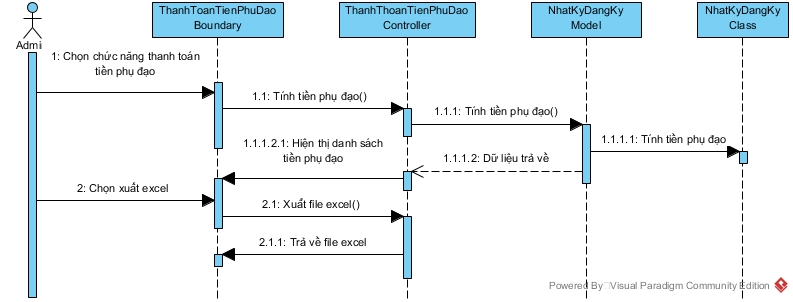 ThanhToanTienPhuDao
Boundary
ThanhThoanTienPhuDao
Controller
NhatKyDangKy
Model
NhatKyDangKy
Class
Admi
1: Chọn chức năng thanh toán
tiền phụ đạo
1.1: Tính tiền phụ đạo()
1.1.1: Tính tiền phụ đạo()
1.1.1.1: Tính tiền phụ đạo
1.1.1.2.1: Hiện thị danh sách
tiền phụ đạo
1.1.1.2: Dữ liệu trả về
2: Chọn xuất excel
2.1: Xuất file excel()
2.1.1: Trả về file excel
Powered By Visual Paradigm Community Edition